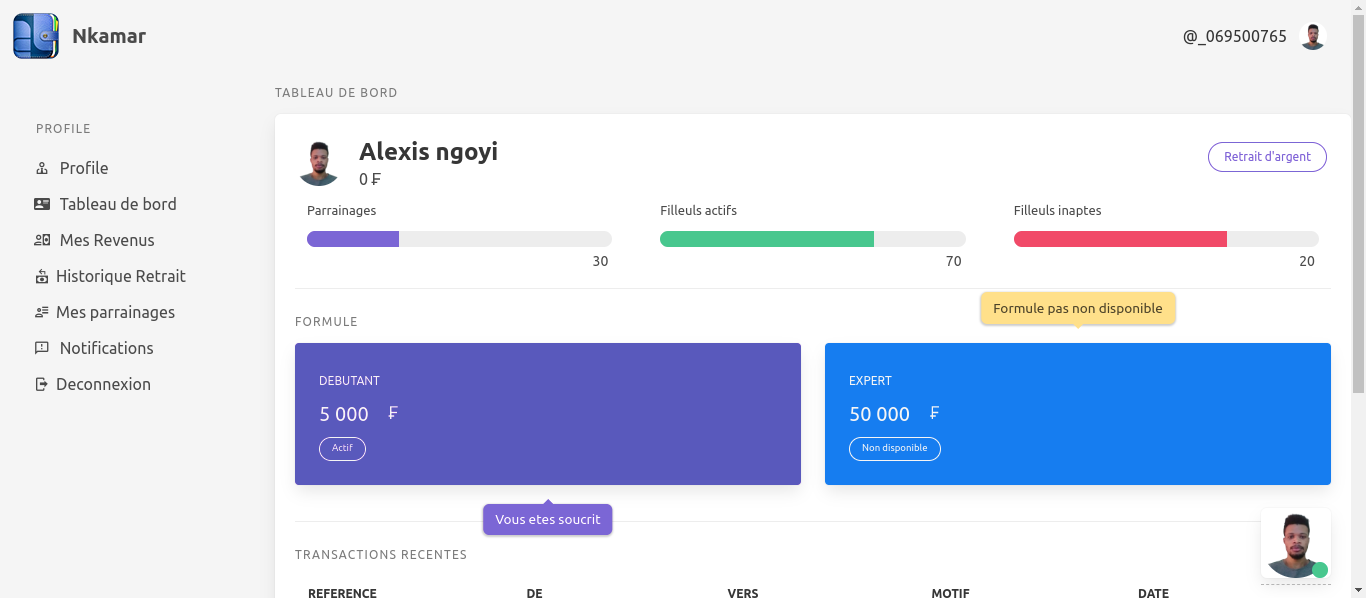 Nkamar
@_069500765
TABLEAU DE BORD
PROFILE
Profile
Tableau de bord
Mes Revenus
Historique Retrait
Mes parrainages
Notifications
Deconnexion
Alexis ngoyi
0 ₣
Retrait d'argent
Parrainages
30
Filleuls actifs
70
Filleuls inaptes
20
Formule pas non disponible
FORMULE
DEBUTANT
5 000 ₣
Actif
EXPERT
50 000 ₣
Non disponible
Vous etes soucrit
TRANSACTIONS RECENTES
REFERENCE DE VERS MOTIF DATE